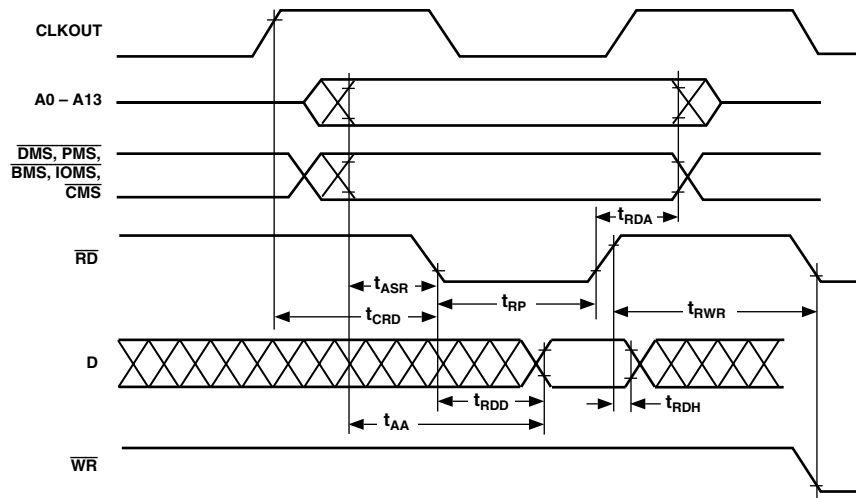 CLKOUT
A0 – A13
DMS, PMS,
BMS, IOMS,
CMS
tRDA
RD
tASR
tRP
tCRD
tRWR
D
tRDD
tRDH
tAA
WR